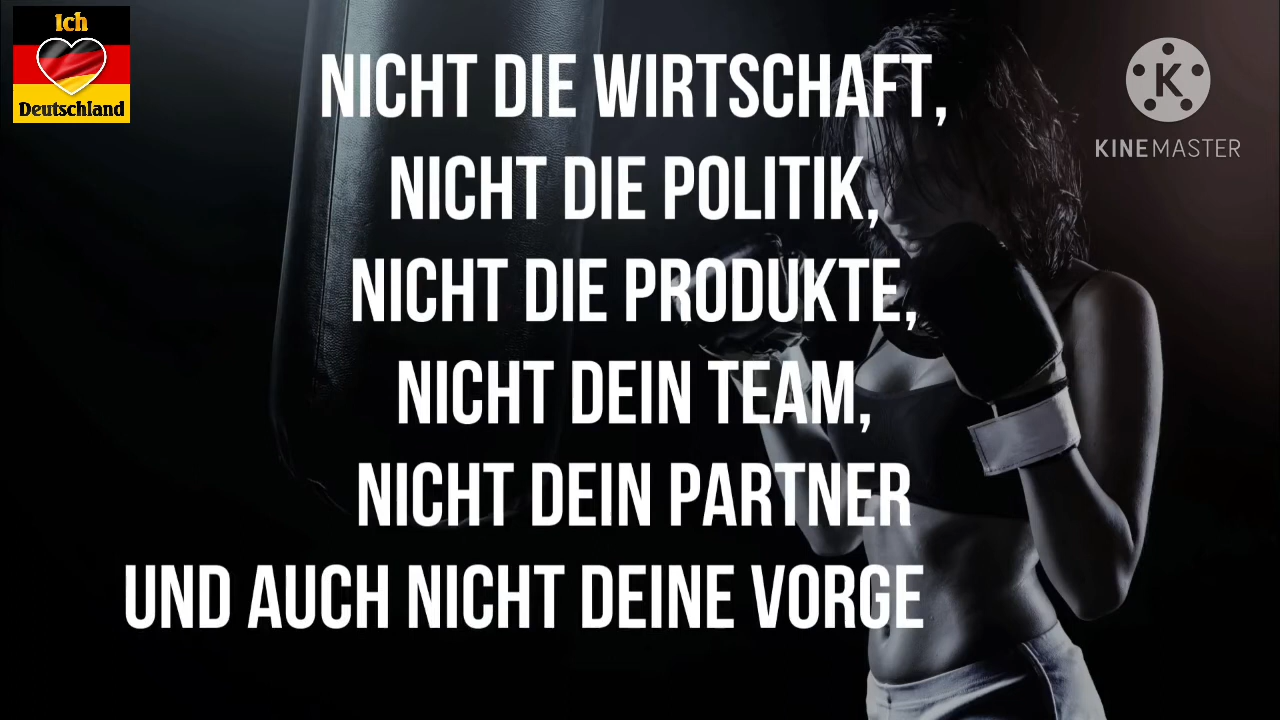 Ich
Deutschland
NICHT DIE WIRTSCHAFT,
NICHT DIE POLITIK,
NICHT DIE PRODUKTE,
NICHT DEIN TEAM,
NICHT DEIN PARTNER
UND AUCH NICHT DEINE VORGE
K
KINEMASTER